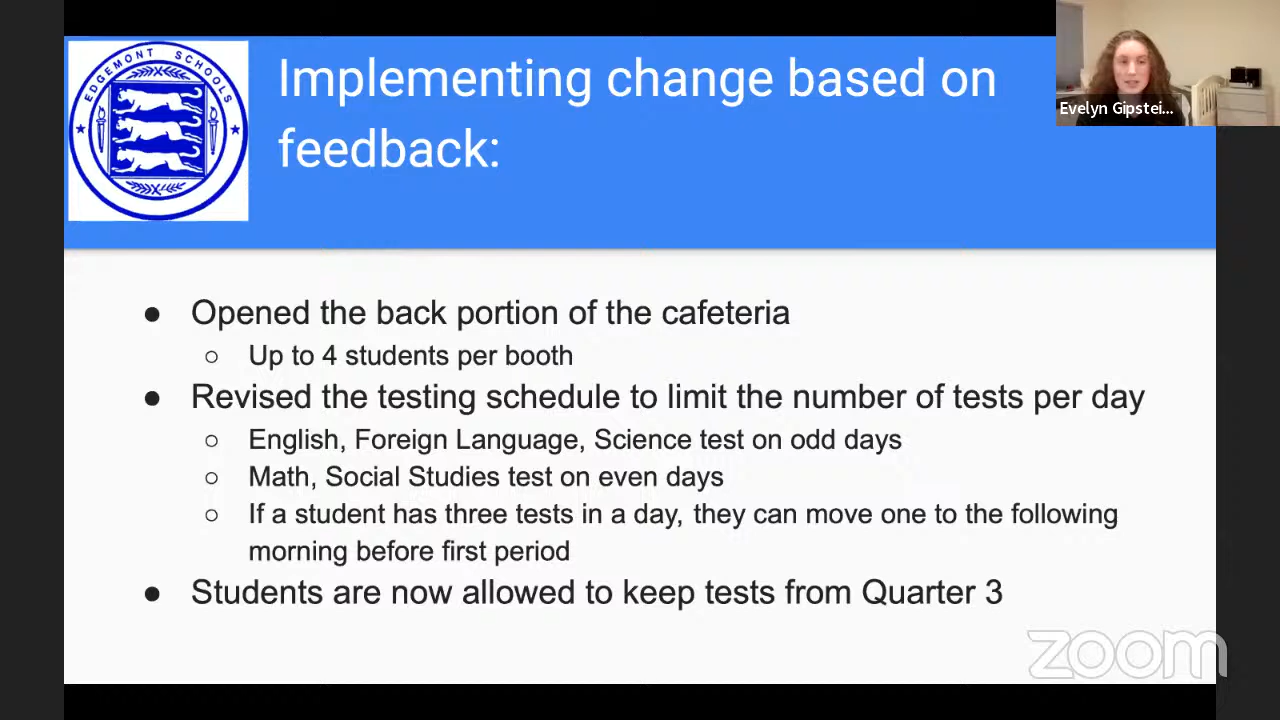 EDGEMONT SCHOOLS
Implementing change based on
feedback:
Evelyn Gipstei...
● Opened the back portion of the cafeteria
○ Up to 4 students per booth
● Revised the testing schedule to limit the number of tests per day
○ English, Foreign Language, Science test on odd days
○ Math, Social Studies test on even days
○ If a student has three tests in a day, they can move one to the following
morning before first period
● Students are now allowed to keep tests from Quarter 3
zoom